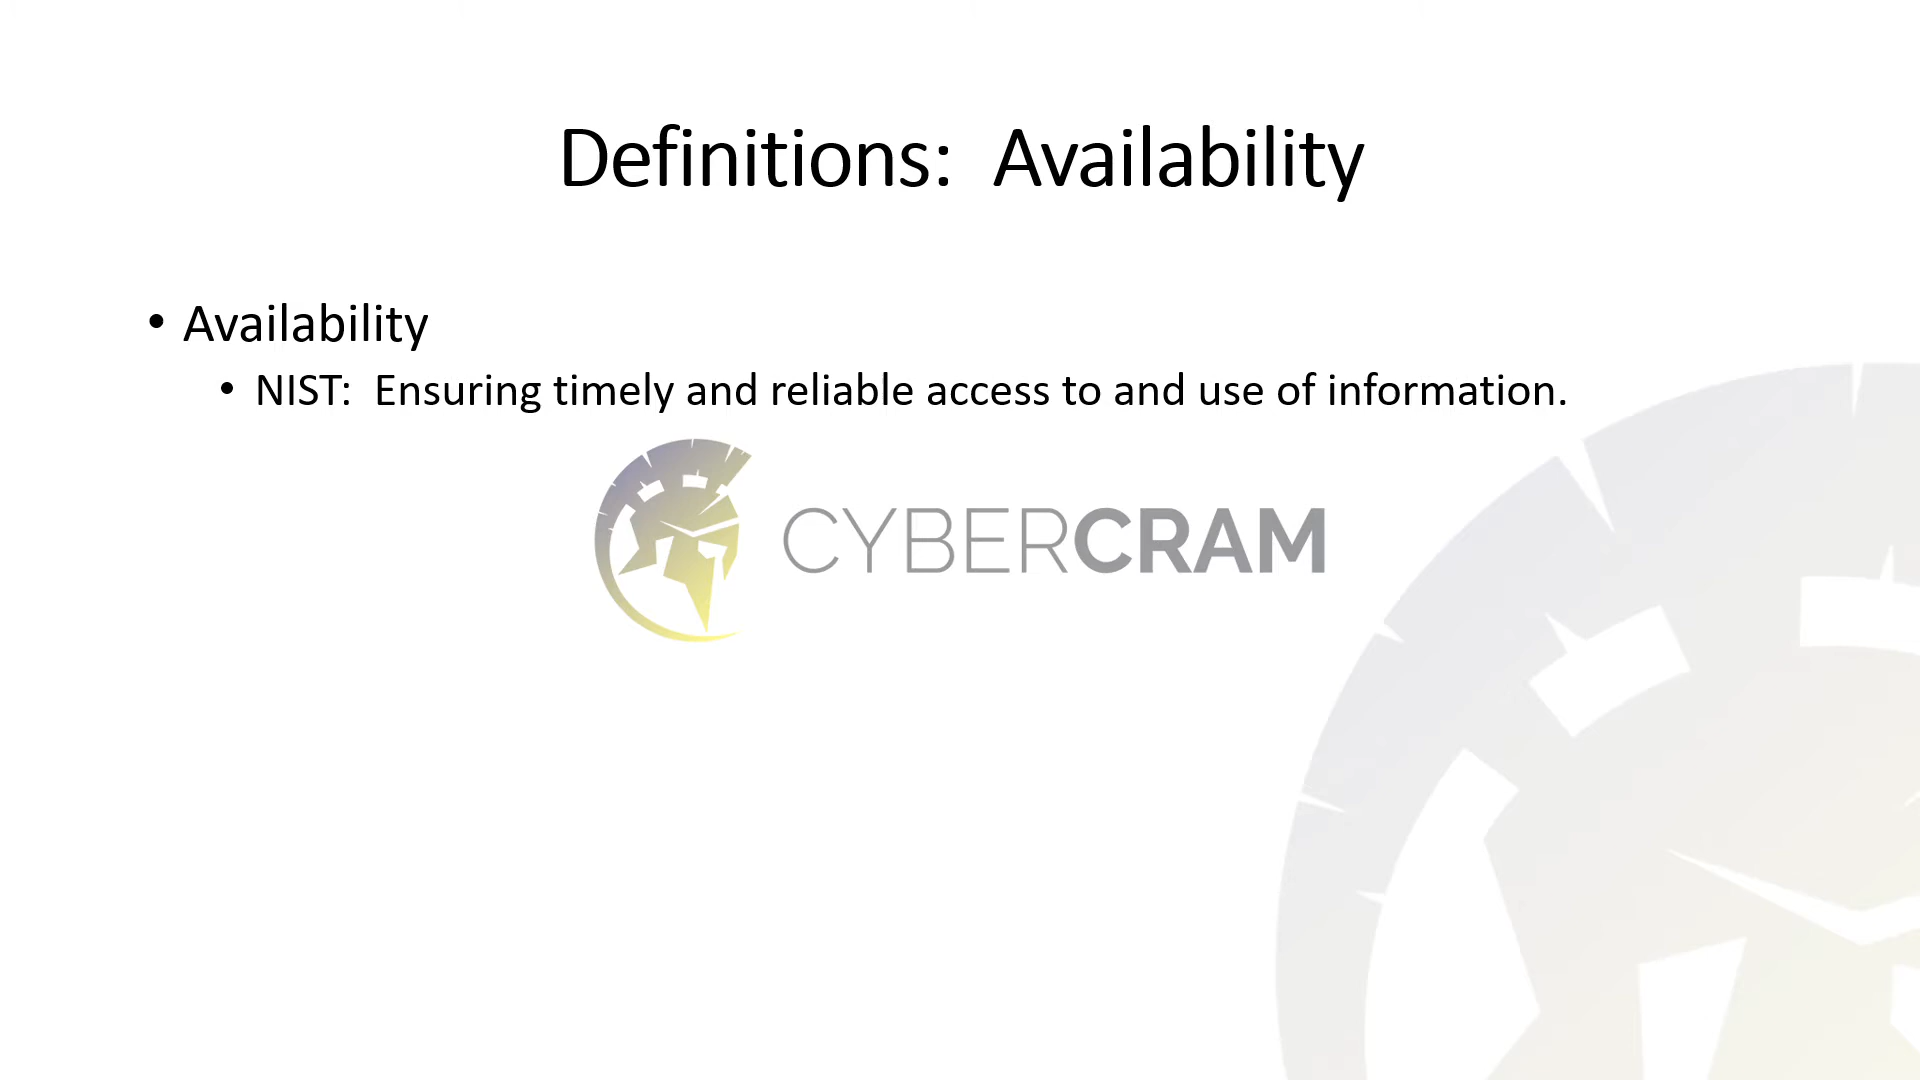 Definitions:  Availability
• Availability
• NIST:  Ensuring timely and reliable access to and use of information.
CYBERCRAM